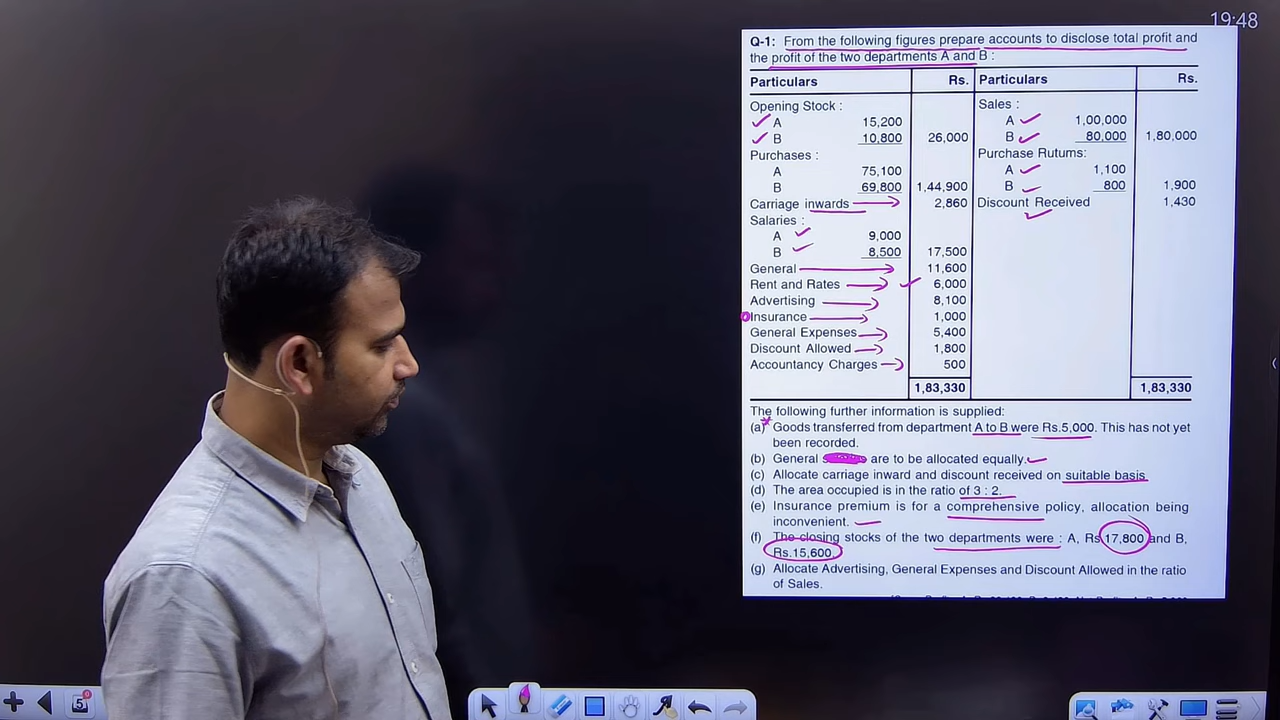 19:48
Q-1: From the following figures prepare accounts to disclose total profit and
the profit of the two departments A and B :
Particulars Rs. Particulars Rs.
Opening Stock : Sales :
A 15,200 A 1,00,000
B 10,800 26,000 B 80,000 1,80,000
Purchases : Purchase Ruturns:
A 75,100 A 1,100
B 69,800 1,44,900 B 800 1,900
Carriage inwards 2,860 Discount Received 1,430
Salaries :
A 9,000
B 8,500 17,500
General 11,600
Rent and Rates 6,000
Advertising 8,100
Insurance 1,000
General Expenses 5,400
Discount Allowed 1,800
Accountancy Charges 500
1,83,330 1,83,330
The following further information is supplied:
(a) Goods transferred from department A to B were Rs.5,000. This has not yet
been recorded.
(b) General are to be allocated equally.
(c) Allocate carriage inward and discount received on suitable basis
(d) The area occupied is in the ratio of 3 : 2.
(e) Insurance premium is for a comprehensive policy, allocation being
inconvenient.
(f) The closing stocks of the two departments were : A, Rs 17,800 and B,
Rs.15,600
(g) Allocate Advertising, General Expenses and Discount Allowed in the ratio
of Sales.
5